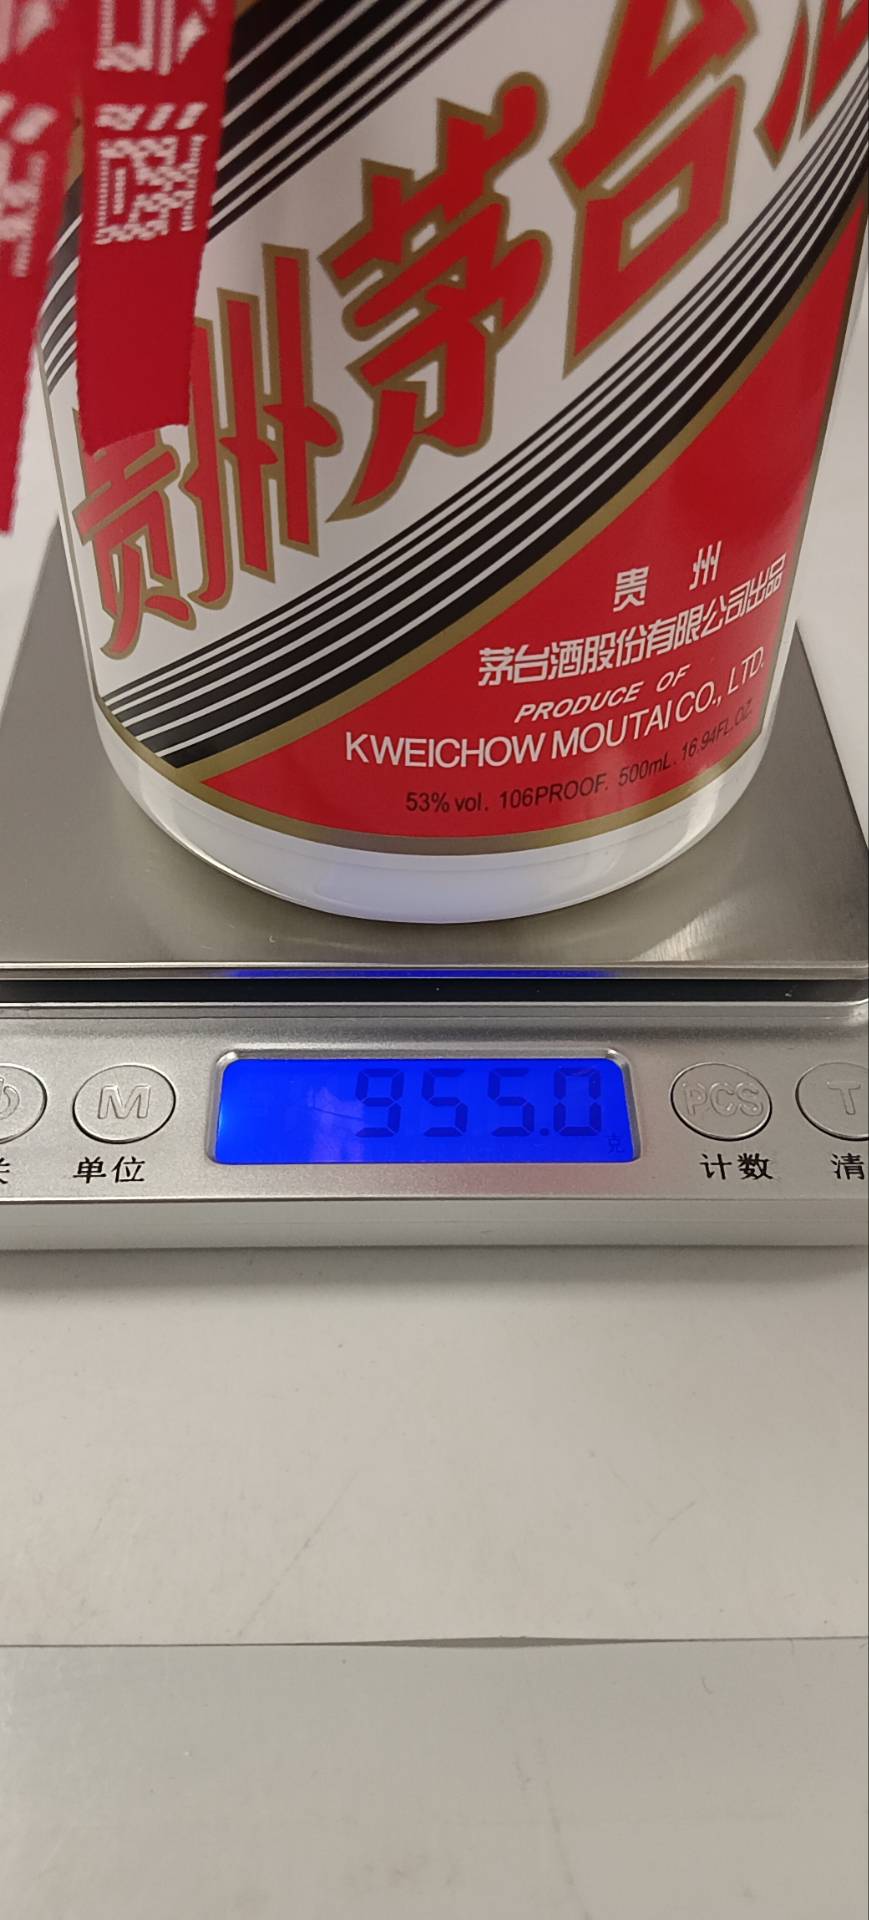 贵州茅台酒
贵州
茅台酒股份有限公司出品
PRODUCE OF
KWEICHOW MOUTAI CO., LTD.
53% vol. 106PROOF. 500mL. 16.94FL.OZ.
955.0
克
M
PCS
T
单位
计数
清